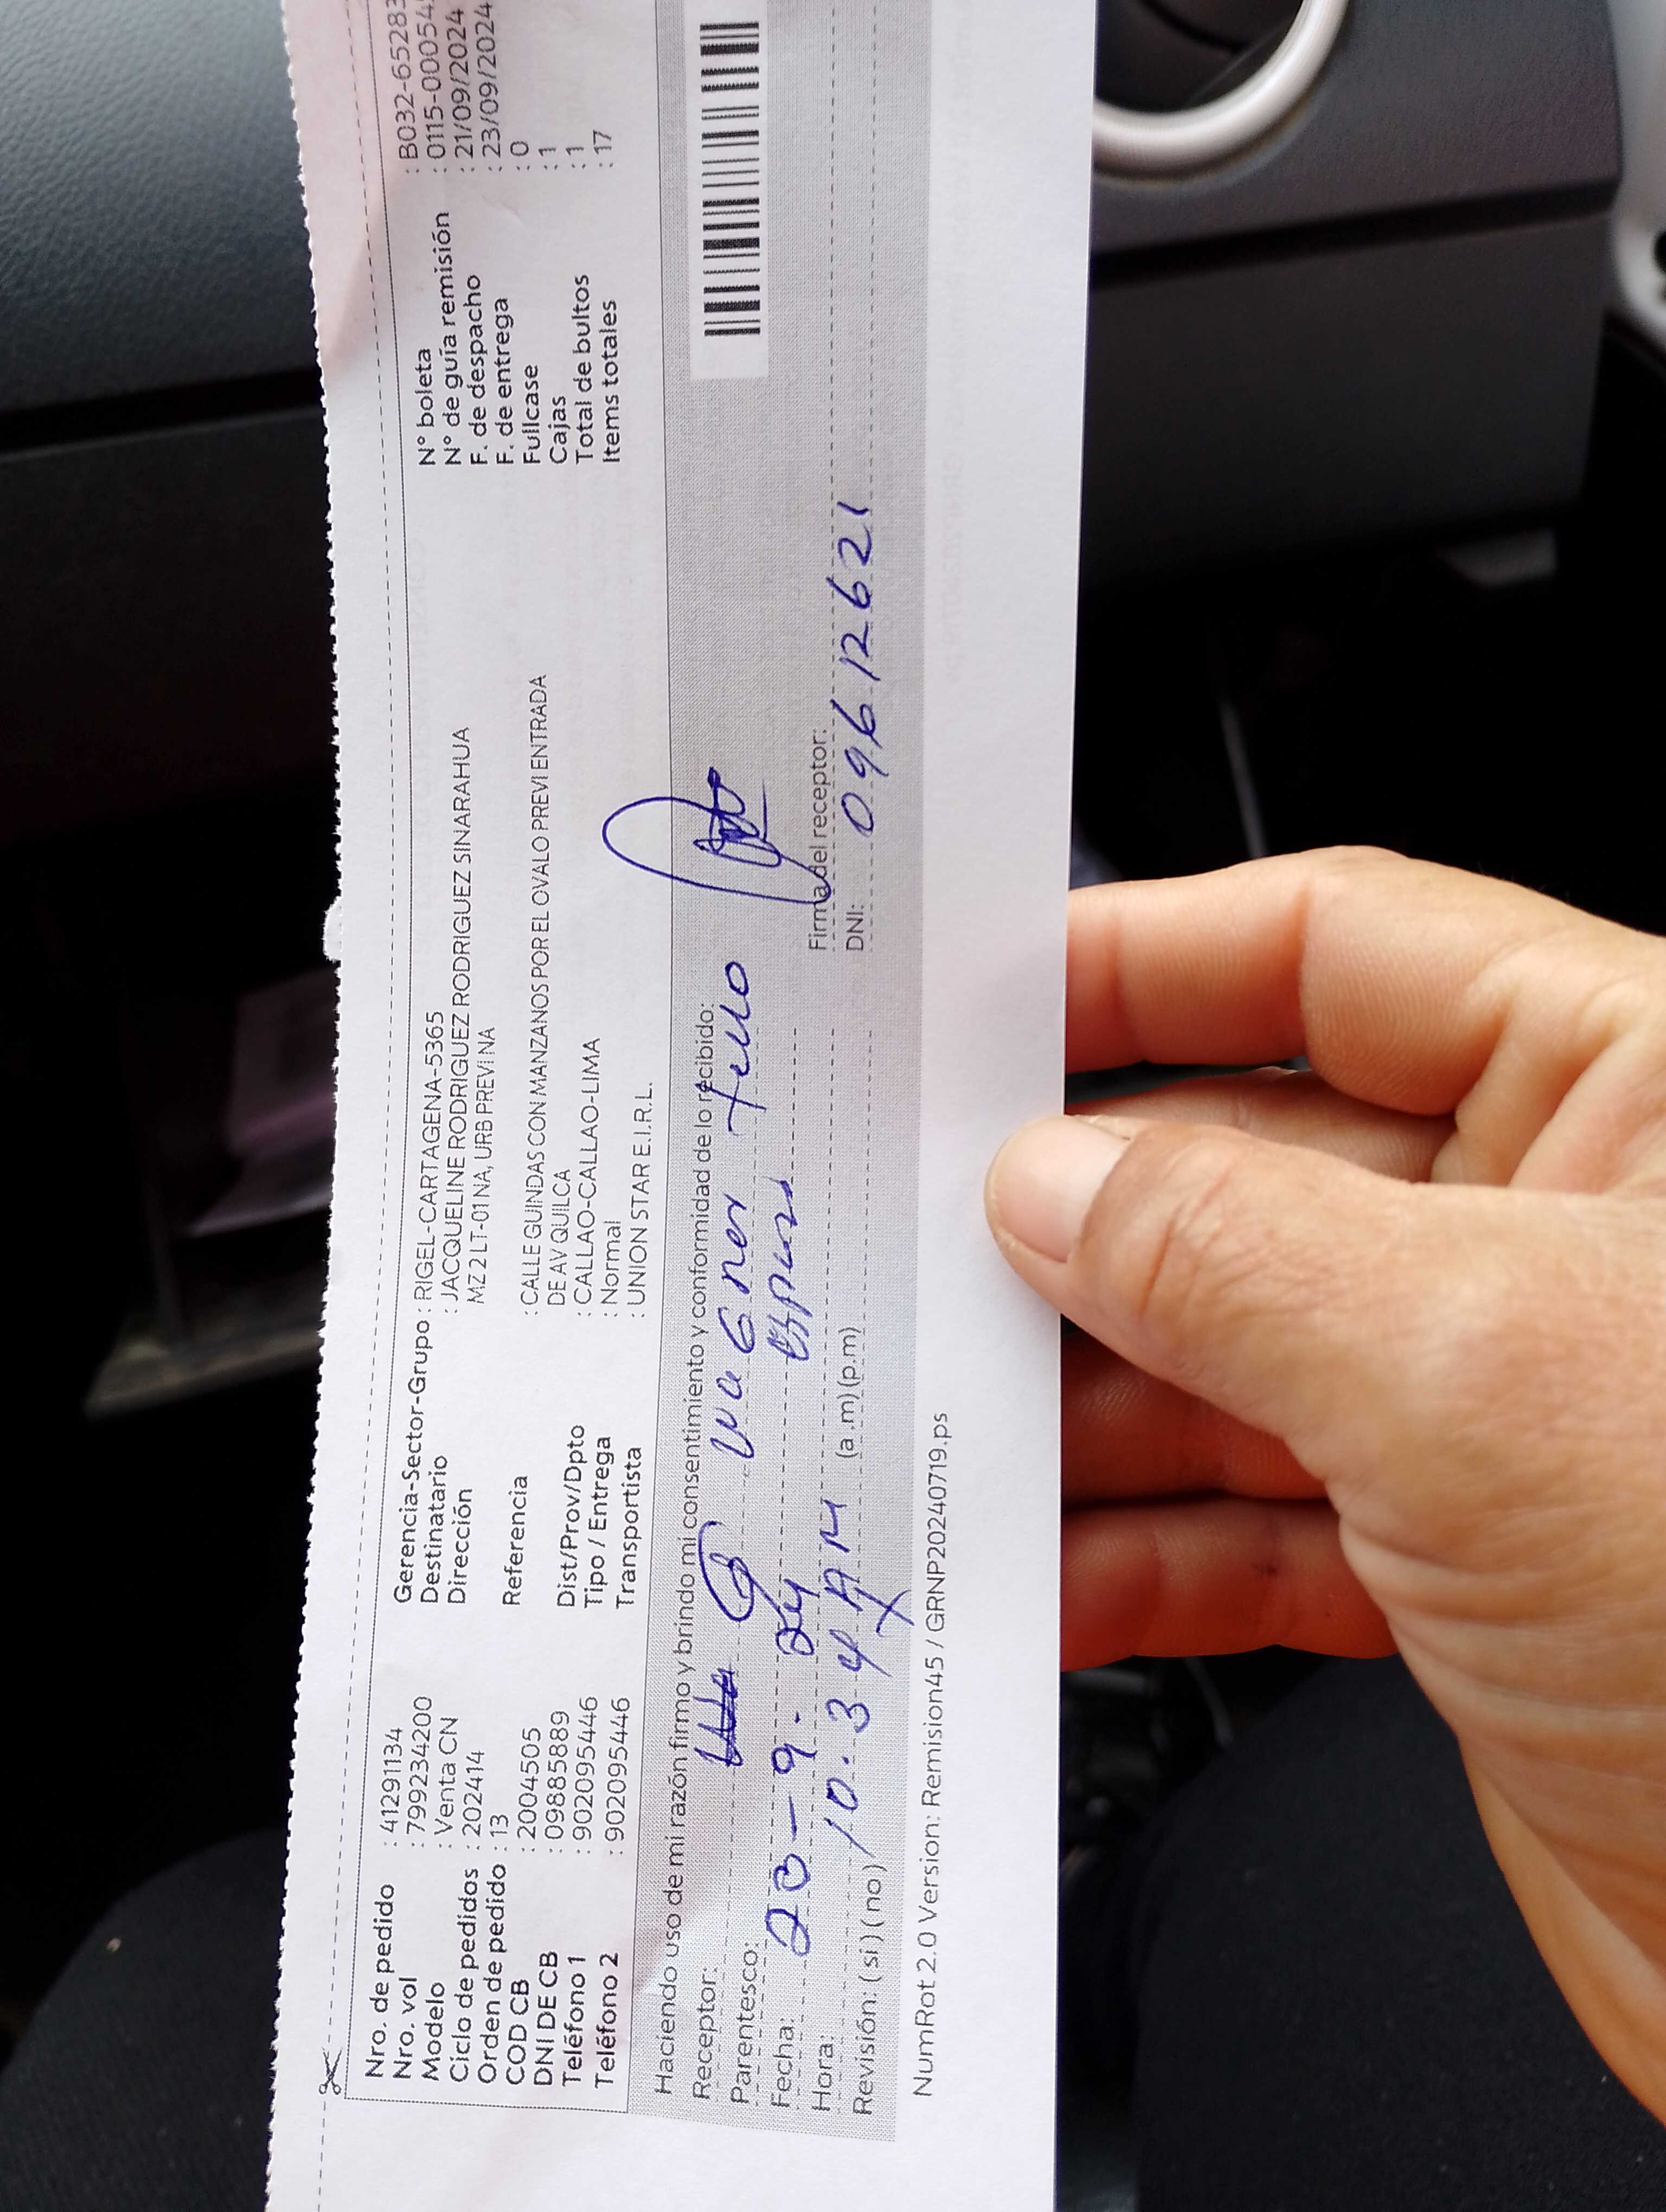 Nro. de pedido : 41291134
Nro. vol : 799234200
Modelo : Venta CN
Ciclo de pedidos : 202414
Orden de pedido : 13
COD CB : 2004505
DNI DE CB : 09885889
Teléfono 1 : 902095446
Teléfono 2 : 902095446
Gerencia-Sector-Grupo : RIGEL-CARTAGENA-5365
Destinatario : JACQUELINE RODRIGUEZ RODRIGUEZ SINARAHUA
Dirección MZ 2 LT-01 NA, URB PREVI NA
Referencia : CALLE GUINDAS CON MANZANOS POR EL OVALO PREVI ENTRADA
DE AV QUILCA
Dist/Prov/Dpto : CALLAO-CALLAO-LIMA
Tipo / Entrega : Normal
Transportista : UNION STAR E.I.R.L.
N° boleta : B032-65283
N° de guía remisión : 0115-00054
F. de despacho : 21/09/2024
F. de entrega : 23/09/2024
Fullcase : 0
Cajas : 1
Total de bultos : 1
Items totales : 17
Haciendo uso de mi razón firmo y brindo mi consentimiento y conformidad de lo recibido:
Receptor: waGner Tello
Parentesco: Esposo
Fecha: 23-9-24
Hora: 10:34 AM (a.m)(p.m)
Revisión: (si) (no) X
Firma del receptor:
DNI: 09612621
NumRot 2.0 Version: Remision45 / GRNP20240719.ps